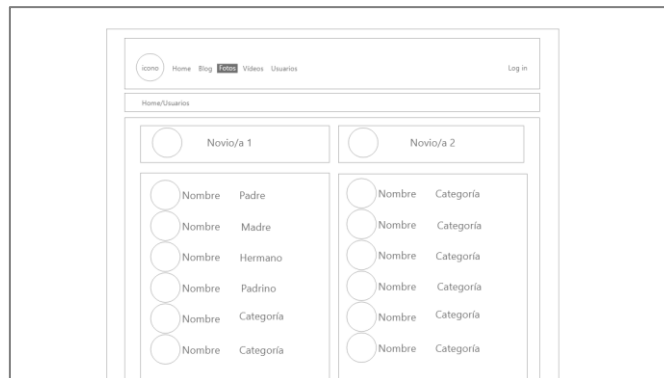 icono Home Blog Fotos Vídeos Usuarios Log in
Home/Usuarios
Novio/a 1
Novio/a 2
Nombre Padre
Nombre Madre
Nombre Hermano
Nombre Padrino
Nombre Categoría
Nombre Categoría
Nombre Categoría
Nombre Categoría
Nombre Categoría
Nombre Categoría
Nombre Categoría
Nombre Categoría